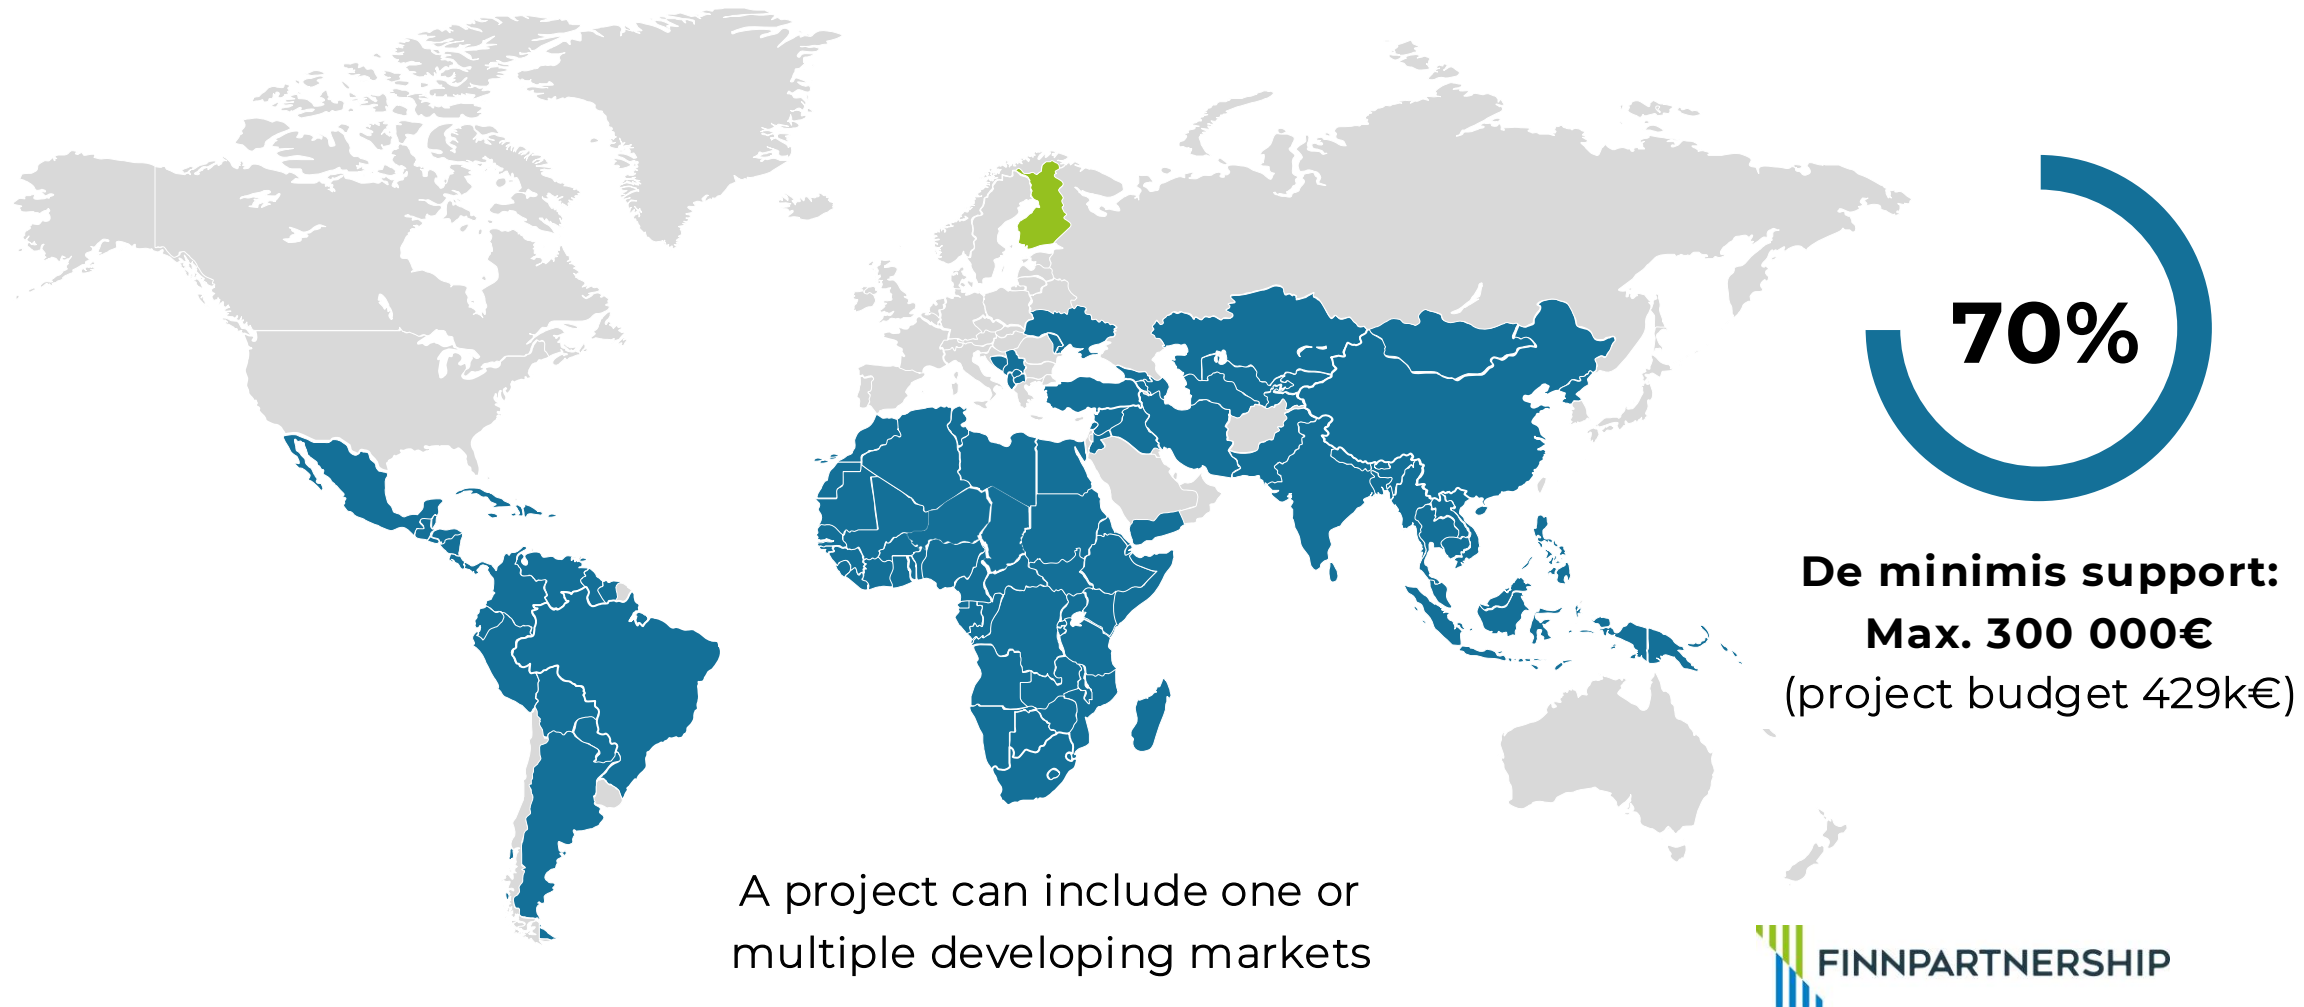 70%
De minimis support:
Max. 300 000€
(project budget 429k€)
A project can include one or
multiple developing markets
FINNPARTNERSHIP